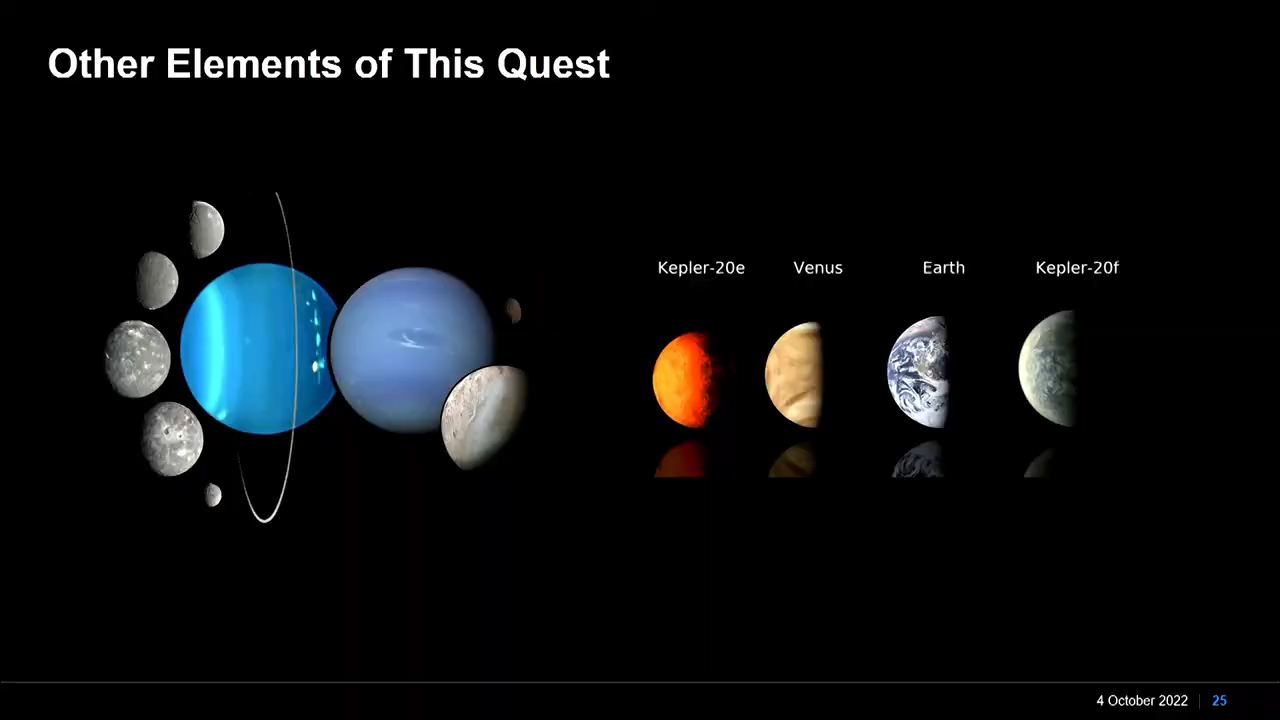 Other Elements of This Quest
Kepler-20e Venus Earth Kepler-20f
4 October 2022 | 25